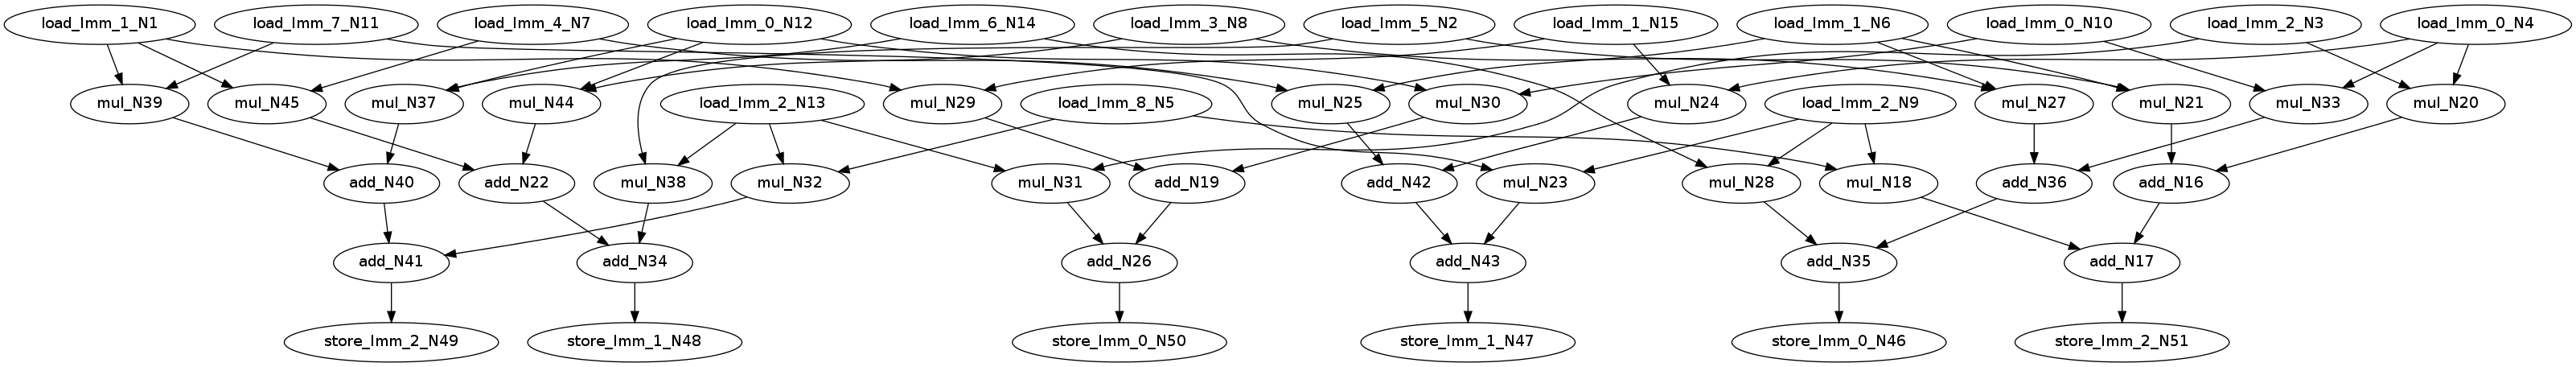 load_Imm_1_N1 load_Imm_7_N11 load_Imm_4_N7 load_Imm_0_N12 load_Imm_6_N14 load_Imm_3_N8 load_Imm_5_N2 load_Imm_1_N15 load_Imm_1_N6 load_Imm_0_N10 load_Imm_2_N3 load_Imm_0_N4
mul_N39 mul_N45 mul_N37 mul_N44 load_Imm_2_N13 mul_N29 load_Imm_8_N5 mul_N25 mul_N30 mul_N24 load_Imm_2_N9 mul_N27 mul_N21 mul_N33 mul_N20
add_N40 add_N22 mul_N38 mul_N32 mul_N31 add_N19 add_N42 mul_N23 mul_N28 mul_N18 add_N36 add_N16
add_N41 add_N34 add_N26 add_N43 add_N35 add_N17
store_Imm_2_N49 store_Imm_1_N48 store_Imm_0_N50 store_Imm_1_N47 store_Imm_0_N46 store_Imm_2_N51